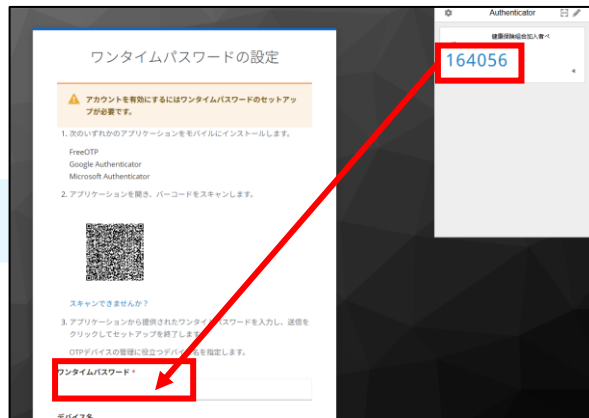 Authenticator
健康保険組合加入者ペ
164056
ワンタイムパスワードの設定
アカウントを有効にするにはワンタイムパスワードのセットアッ
プが必要です。
1. 次のいずれかのアプリケーションをモバイルにインストールします。
FreeOTP
Google Authenticator
Microsoft Authenticator
2. アプリケーションを開き、バーコードをスキャンします。
スキャンできませんか？
3. アプリケーションから提供されたワンタイムパスワードを入力し、送信を
クリックしてセットアップを終了します
OTPデバイスの管理に役立つデバイス名を指定します。
ワンタイムパスワード *
デバイス名